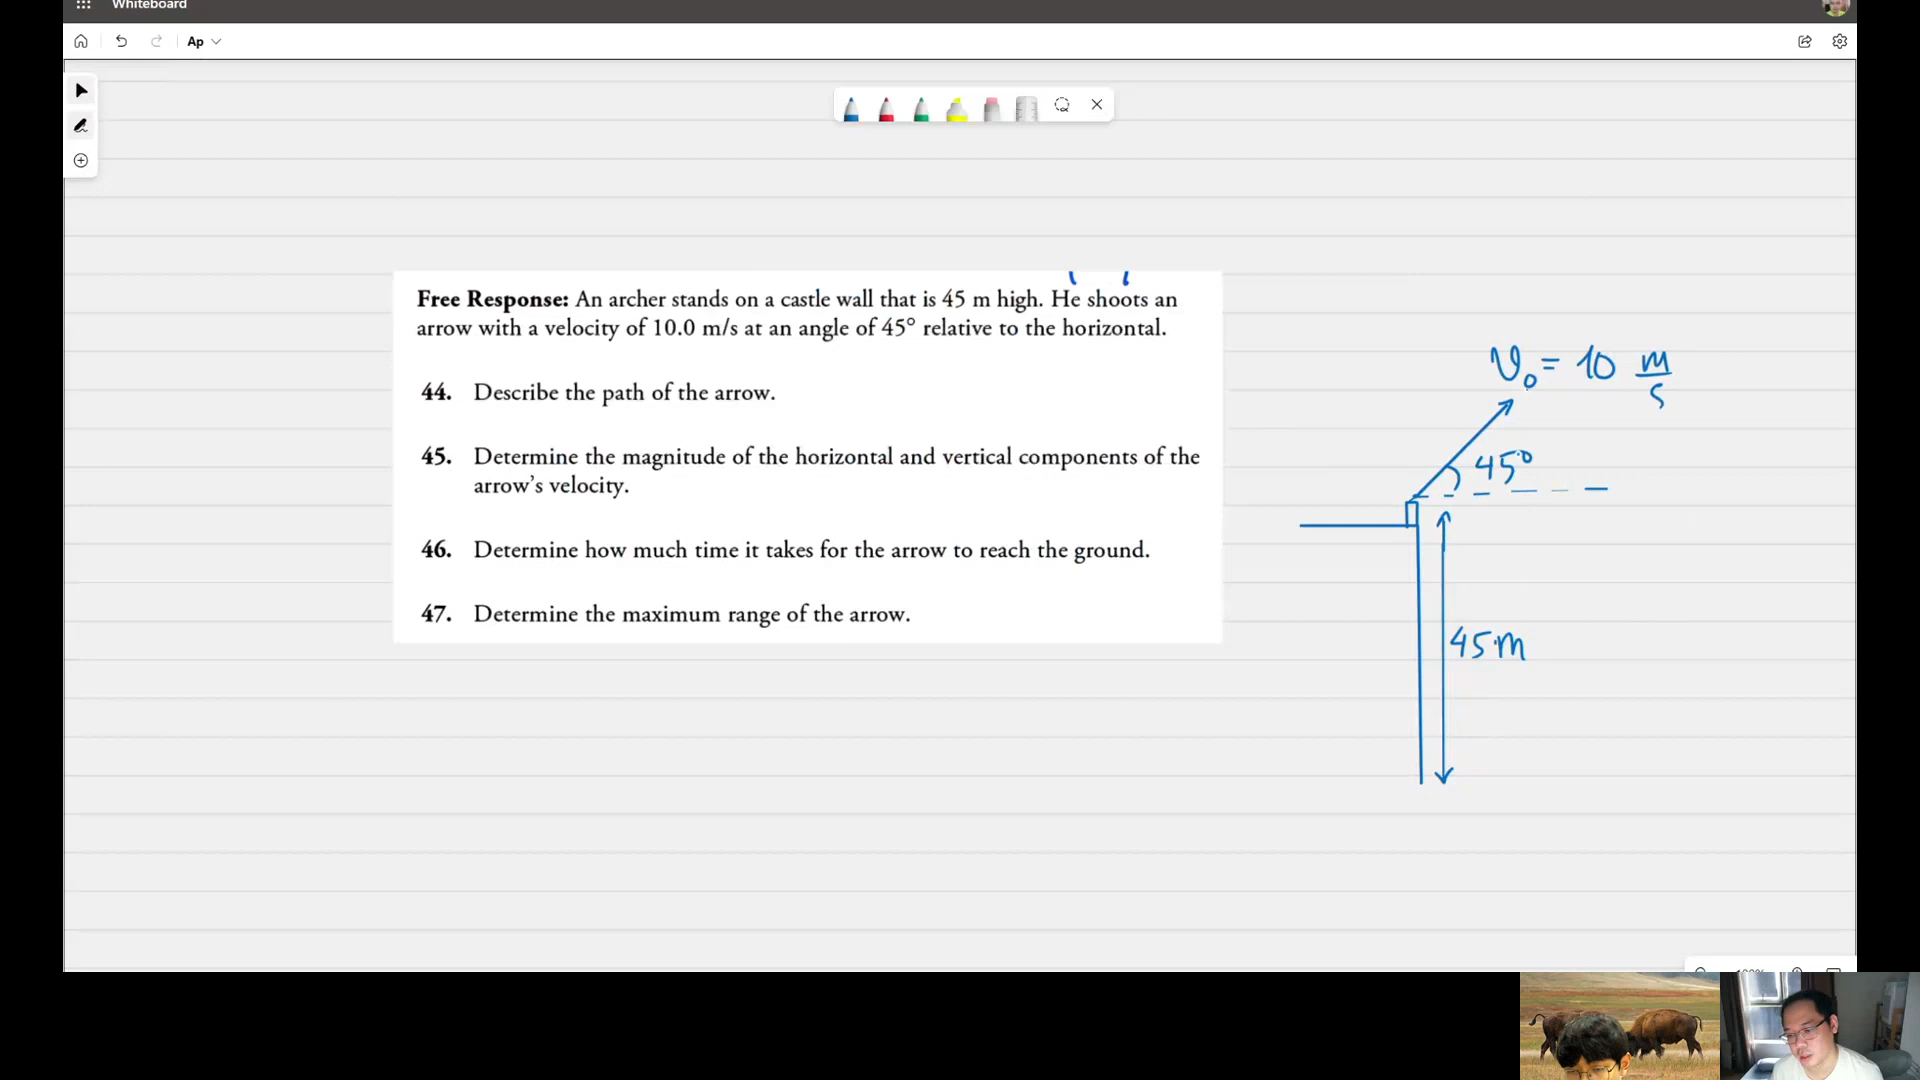 Whiteboard
Ap
Free Response: An archer stands on a castle wall that is 45 m high. He shoots an
arrow with a velocity of 10.0 m/s at an angle of 45° relative to the horizontal.
44. Describe the path of the arrow.
45. Determine the magnitude of the horizontal and vertical components of the
arrow's velocity.
46. Determine how much time it takes for the arrow to reach the ground.
47. Determine the maximum range of the arrow.
V₀ = 10 m/s
45°
45 m